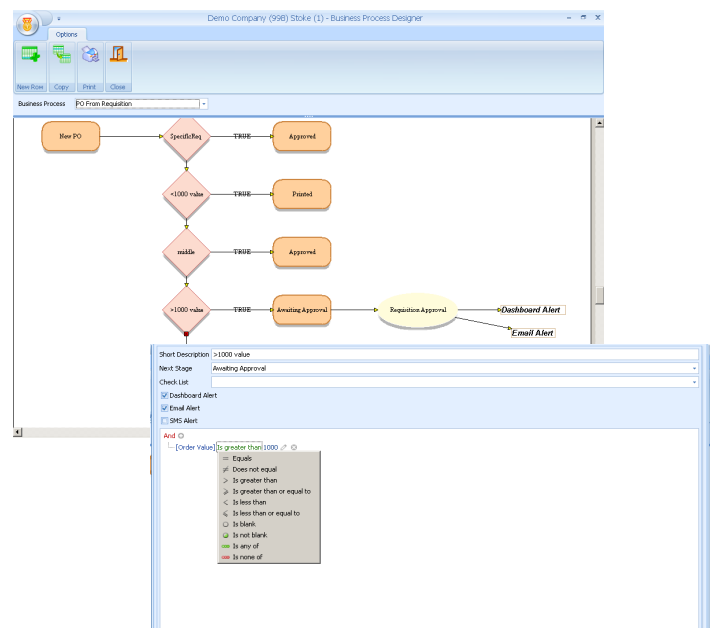 Demo Company (998) Stoke (1) - Business Process Designer
Options
New Row Copy Print Close
Business Process PO From Requisition
New PO SpecificReq TRUE Approved
<1000 value TRUE Printed
middle TRUE Approved
>1000 value TRUE Awaiting Approval Requisition Approval Dashboard Alert
Email Alert
Short Description >1000 value
Next Stage Awaiting Approval
Check List
Dashboard Alert
Email Alert
SMS Alert
And
[Order Value] Is greater than 1000
Equals
Does not equal
Is greater than
Is greater than or equal to
Is less than
Is less than or equal to
Is blank
Is not blank
Is any of
Is none of